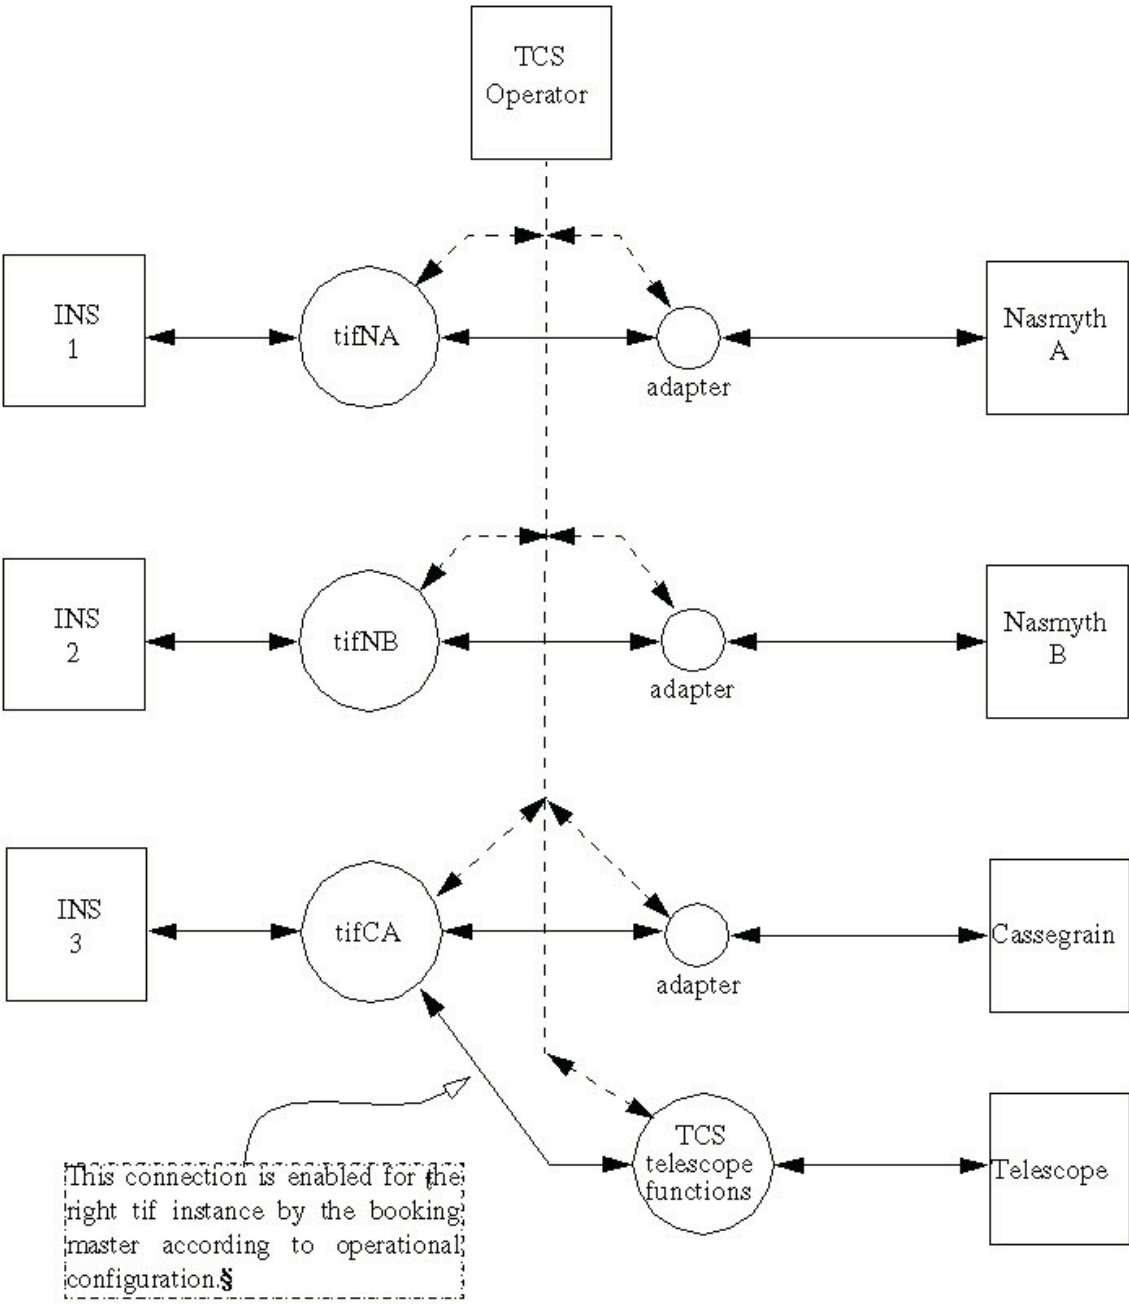 TCS
Operator
INS
1
tifNA
adapter
Nasmyth
A
INS
2
tifNB
adapter
Nasmyth
B
INS
3
tifCA
adapter
Cassegrain
TCS
telescope
functions
Telescope
This connection is enabled for the
right tif instance by the booking
master according to operational
configuration.§